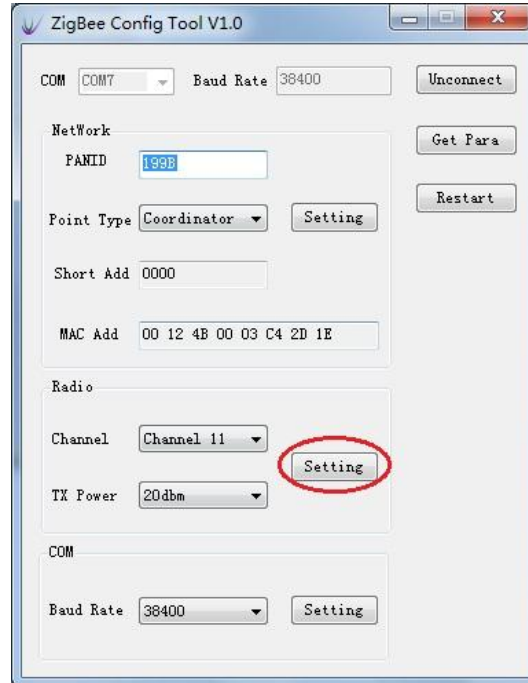 ZigBee Config Tool V1.0
COM COM7 Baud Rate 38400 Unconnect
NetWork
Get Para
PANID 199B
Restart
Point Type Coordinator Setting
Short Add 0000
MAC Add 00 12 4B 00 03 C4 2D 1E
Radio
Channel Channel 11
Setting
TX Power 20dbm
COM
Baud Rate 38400 Setting